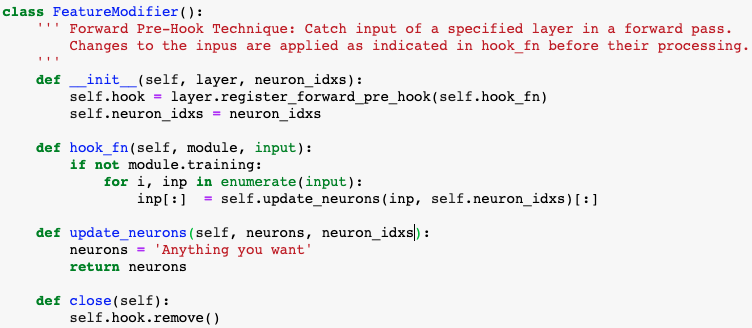 class FeatureModifier():
    ''' Forward Pre-Hook Technique: Catch input of a specified layer in a forward pass.
        Changes to the inpus are applied as indicated in hook_fn before their processing.
    '''
    def __init__(self, layer, neuron_idxs):
        self.hook = layer.register_forward_pre_hook(self.hook_fn)
        self.neuron_idxs = neuron_idxs

    def hook_fn(self, module, input):
        if not module.training:
            for i, inp in enumerate(input):
                inp[:]  = self.update_neurons(inp, self.neuron_idxs)[:]

    def update_neurons(self, neurons, neuron_idxs):
        neurons = 'Anything you want'
        return neurons

    def close(self):
        self.hook.remove()